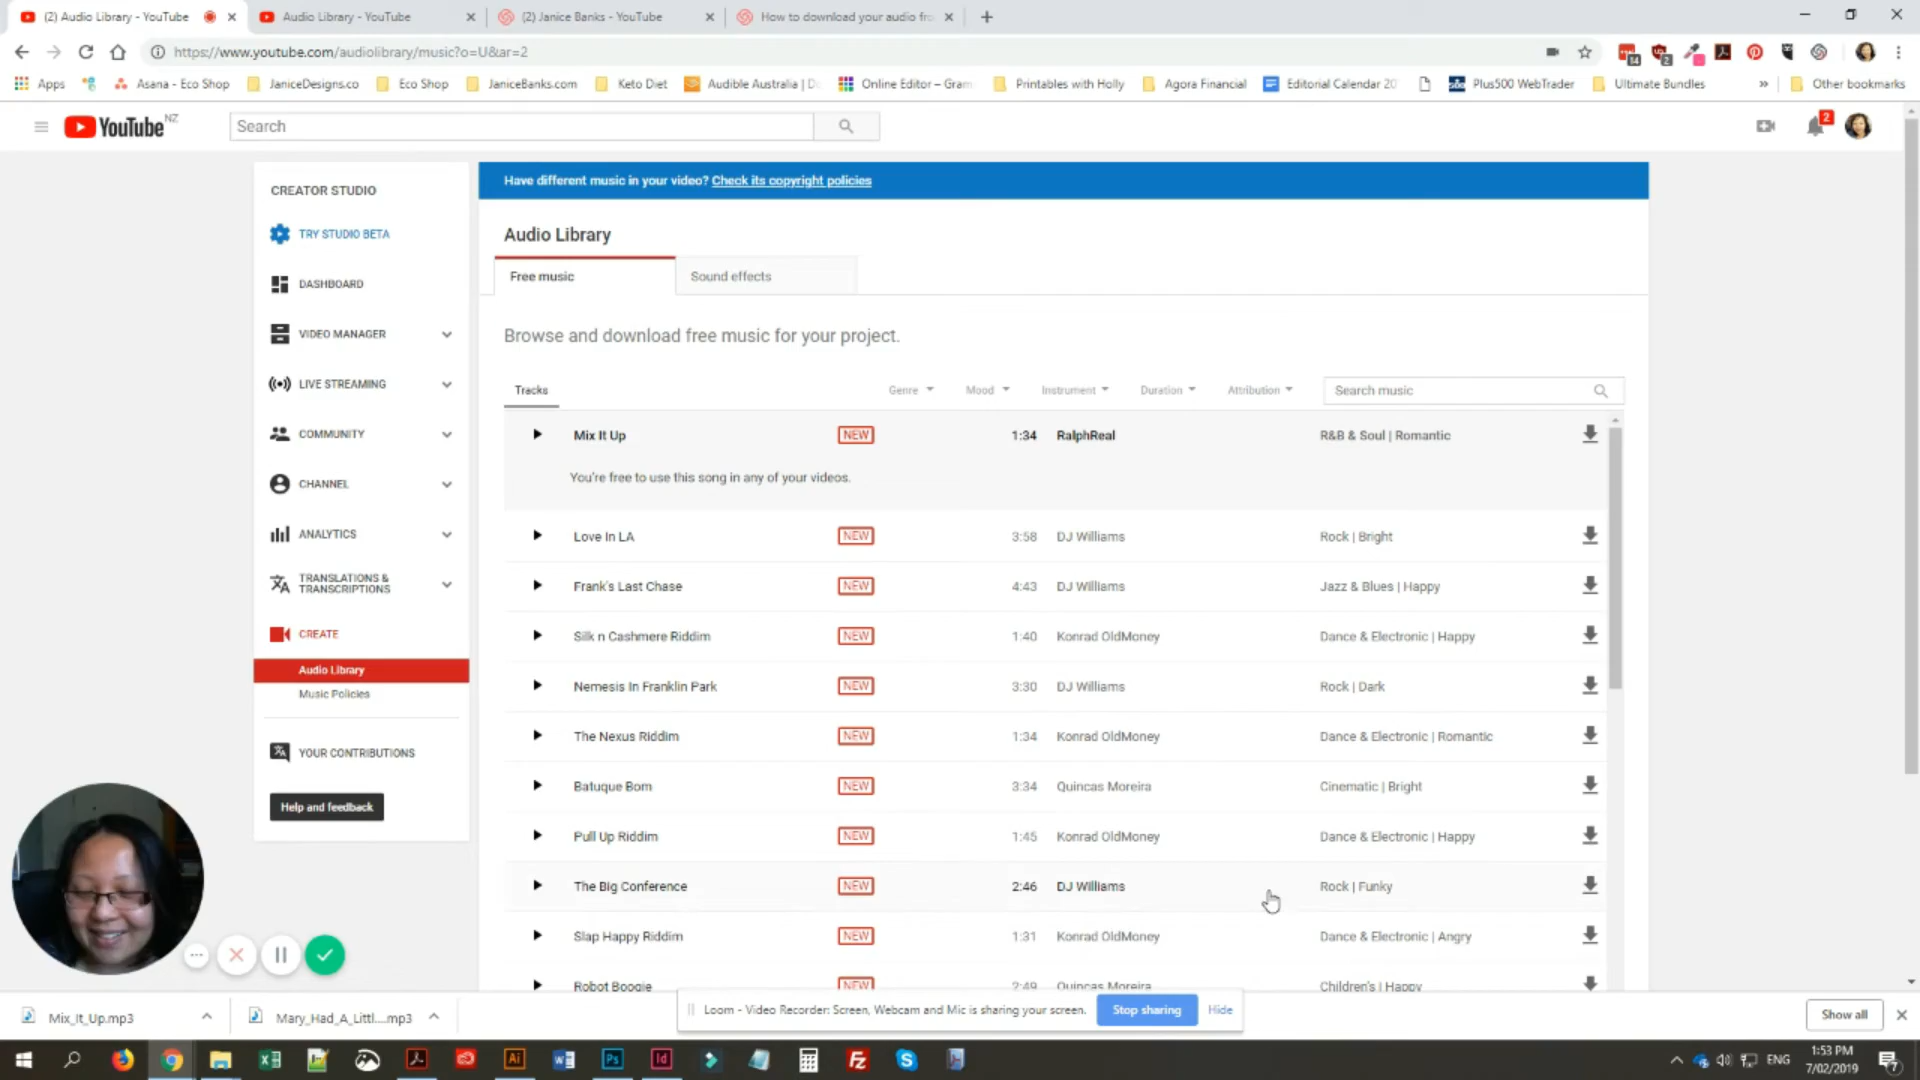 (2) Audio Library - YouTube
Audio Library - YouTube
(2) Janice Banks - YouTube
How to download your audio fro
https://www.youtube.com/audiolibrary/music?o=U&ar=2
14
2
Apps
Asana - Eco Shop
JaniceDesigns.co
Eco Shop
JaniceBanks.com
Keto Diet
Audible Australia | Do
Online Editor – Gram
Printables with Holly
Agora Financial
Editorial Calendar 20
Plus500 WebTrader
Ultimate Bundles
»
Other bookmarks
YouTube NZ
Search
2
CREATOR STUDIO
TRY STUDIO BETA
DASHBOARD
VIDEO MANAGER
LIVE STREAMING
COMMUNITY
CHANNEL
ANALYTICS
TRANSLATIONS &
TRANSCRIPTIONS
CREATE
Audio Library
Music Policies
YOUR CONTRIBUTIONS
Help and feedback
Have different music in your video? Check its copyright policies
Audio Library
Free music
Sound effects
Browse and download free music for your project.
Tracks
Genre
Mood
Instrument
Duration
Attribution
Search music
Mix It Up NEW 1:34 RalphReal R&B & Soul | Romantic
You're free to use this song in any of your videos.
Love In LA NEW 3:58 DJ Williams Rock | Bright
Frank's Last Chase NEW 4:43 DJ Williams Jazz & Blues | Happy
Silk n Cashmere Riddim NEW 1:40 Konrad OldMoney Dance & Electronic | Happy
Nemesis In Franklin Park NEW 3:30 DJ Williams Rock | Dark
The Nexus Riddim NEW 1:34 Konrad OldMoney Dance & Electronic | Romantic
Batuque Bom NEW 3:34 Quincas Moreira Cinematic | Bright
Pull Up Riddim NEW 1:45 Konrad OldMoney Dance & Electronic | Happy
The Big Conference NEW 2:46 DJ Williams Rock | Funky
Slap Happy Riddim NEW 1:31 Konrad OldMoney Dance & Electronic | Angry
Robot Boogie NEW 2:49 Quincas Moreira Children's | Happy
Loom - Video Recorder: Screen, Webcam and Mic is sharing your screen.
Stop sharing
Hide
Mix_It_Up.mp3
Mary_Had_A_Littl....mp3
Show all
Ai
Ps
Id
Fz
ENG
1:53 PM
7/02/2019
7